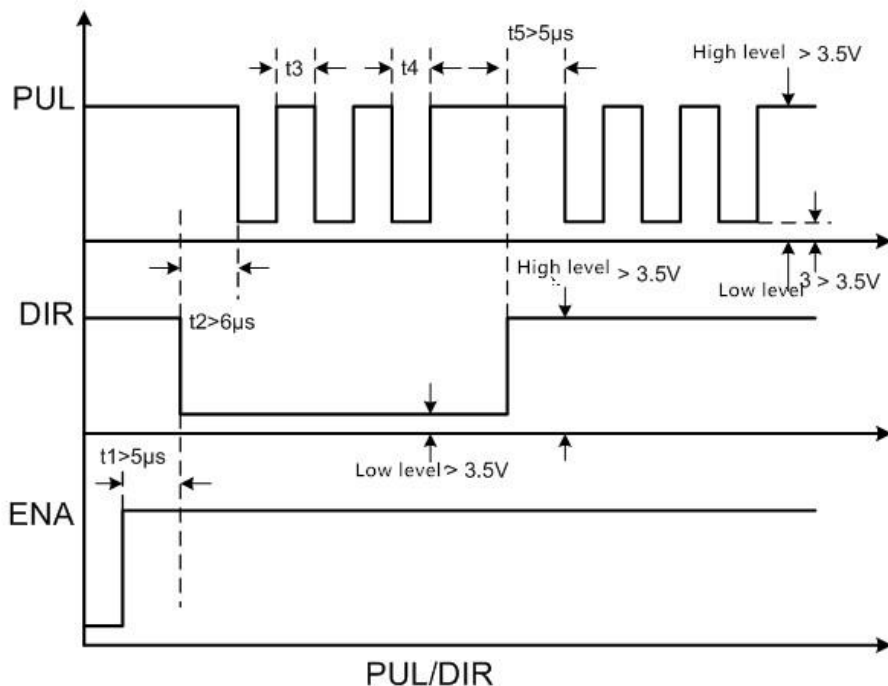 t5>5μs
High level > 3.5V
t3
t4
PUL
High level > 3.5V
Low level 3 > 3.5V
DIR
t2>6μs
Low level > 3.5V
t1>5μs
ENA
PUL/DIR